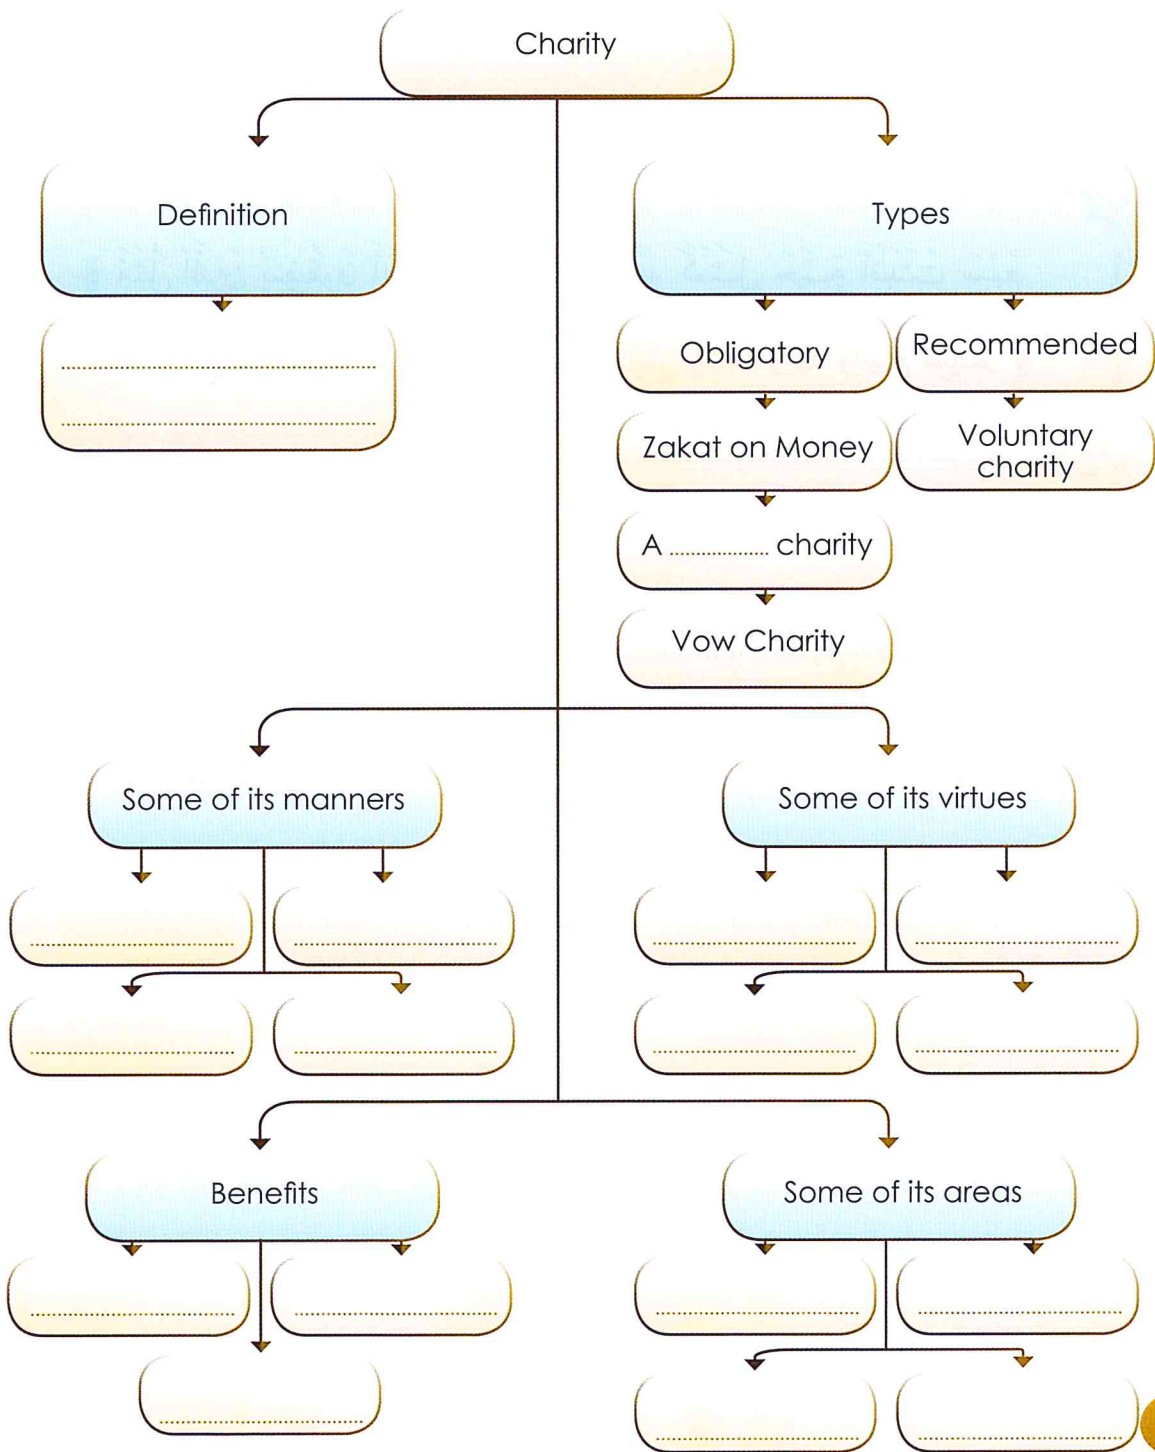 Charity
Definition
Types
Obligatory
Recommended
Zakat on Money
Voluntary
charity
A .................. charity
Vow Charity
Some of its manners
Some of its virtues
Benefits
Some of its areas